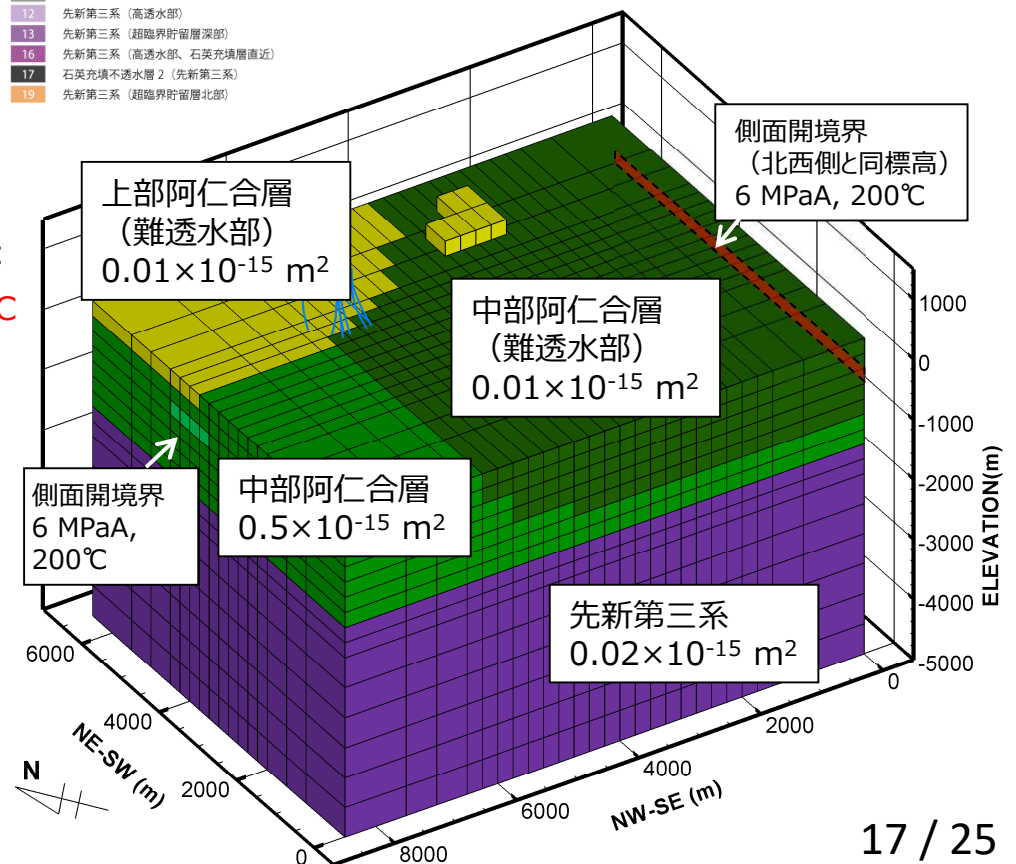 12 先新第三系（高透水部）
13 先新第三系（超臨界貯留層深部）
16 先新第三系（高透水部、石英充填層直近）
17 石英充填不透水層 2（先新第三系）
19 先新第三系（超臨界貯留層北部）
側面開境界
（北西側と同標高）
6 MPaA, 200℃
上部阿仁合層
（難透水部）
0.01×10⁻¹⁵ m²
℃
中部阿仁合層
（難透水部）
0.01×10⁻¹⁵ m²
側面開境界
6 MPaA,
200℃
中部阿仁合層
0.5×10⁻¹⁵ m²
先新第三系
0.02×10⁻¹⁵ m²
1000
0
-1000
-2000
-3000
-4000
-5000
ELEVATION(m)
6000
4000
2000
0
NE-SW (m)
N
8000
6000
4000
2000
0
NW-SE (m)
17 / 25